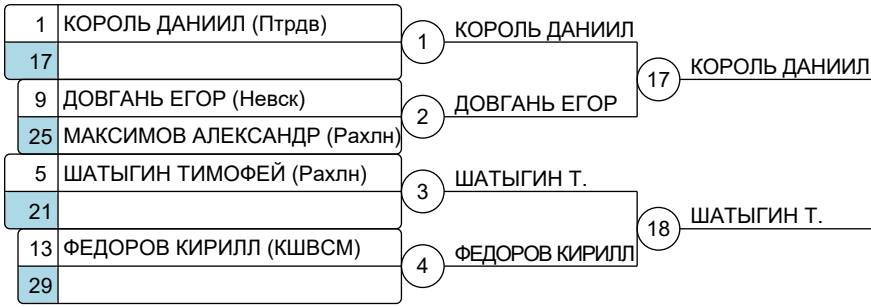 1 КОРОЛЬ ДАНИИЛ (Птрдв)
17
9 ДОВГАНЬ ЕГОР (Невск)
25 МАКСИМОВ АЛЕКСАНДР (Рахлн)
5 ШАТЫГИН ТИМОФЕЙ (Рахлн)
21
13 ФЕДОРОВ КИРИЛЛ (КШВСМ)
29
1 КОРОЛЬ ДАНИИЛ
2 ДОВГАНЬ ЕГОР
3 ШАТЫГИН Т.
4 ФЕДОРОВ КИРИЛЛ
17 КОРОЛЬ ДАНИИЛ
18 ШАТЫГИН Т.